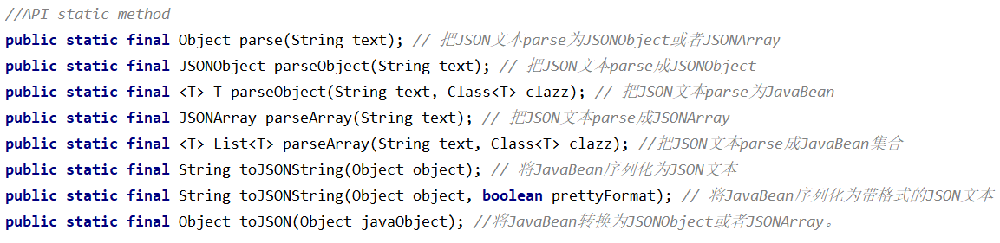 //API static method
public static final Object parse(String text); // 把JSON文本parse为JSONObject或者JSONArray
public static final JSONObject parseObject(String text); // 把JSON文本parse成JSONObject
public static final <T> T parseObject(String text, Class<T> clazz); // 把JSON文本parse为JavaBean
public static final JSONArray parseArray(String text); // 把JSON文本parse成JSONArray
public static final <T> List<T> parseArray(String text, Class<T> clazz); //把JSON文本parse成JavaBean集合
public static final String toJSONString(Object object); // 将JavaBean序列化为JSON文本
public static final String toJSONString(Object object, boolean prettyFormat); // 将JavaBean序列化为带格式的JSON文本
public static final Object toJSON(Object javaObject); //将JavaBean转换为JSONObject或者JSONArray。